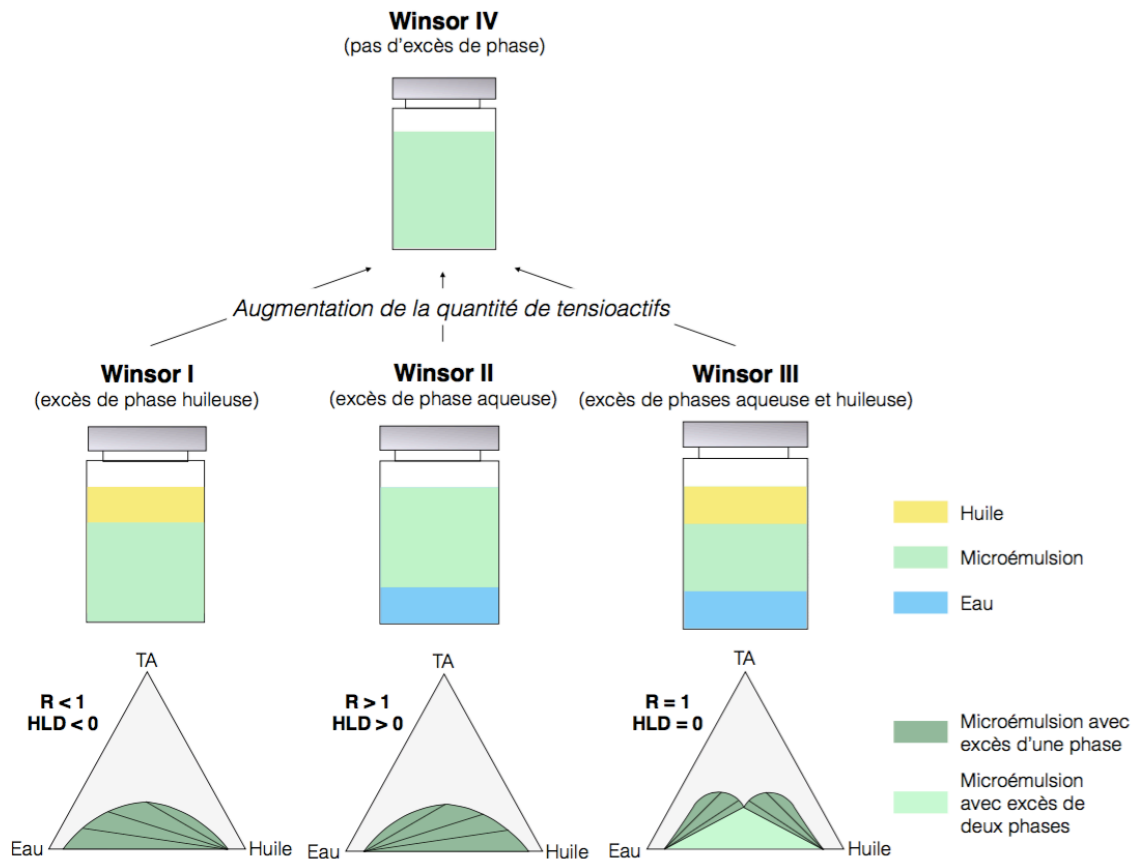 Winsor IV
(pas d'excès de phase)
Augmentation de la quantité de tensioactifs
Winsor I
(excès de phase huileuse)
Winsor II
(excès de phase aqueuse)
Winsor III
(excès de phases aqueuse et huileuse)
Huile
Microémulsion
Eau
TA
R < 1
HLD < 0
Eau
Huile
TA
R > 1
HLD > 0
Eau
Huile
TA
R = 1
HLD = 0
Eau
Huile
Microémulsion avec
excès d'une phase
Microémulsion
avec excès de
deux phases